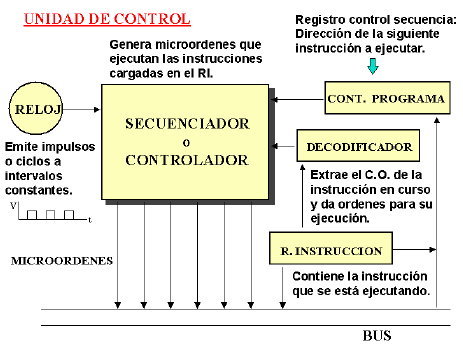 UNIDAD DE CONTROL
Registro control secuencia:
Dirección de la siguiente
instrucción a ejecutar.
Genera microordenes que
ejecutan las instrucciones
cargadas en el RI.
RELOJ
SECUENCIADOR
o
CONTROLADOR
CONT. PROGRAMA
DECODIFICADOR
Emite impulsos
o ciclos a
intervalos
constantes.
V
t
Extrae el C.O. de la
instrucción en curso
y da ordenes para su
ejecución.
R. INSTRUCCION
MICROORDENES
Contiene la instrucción
que se está ejecutando.
BUS